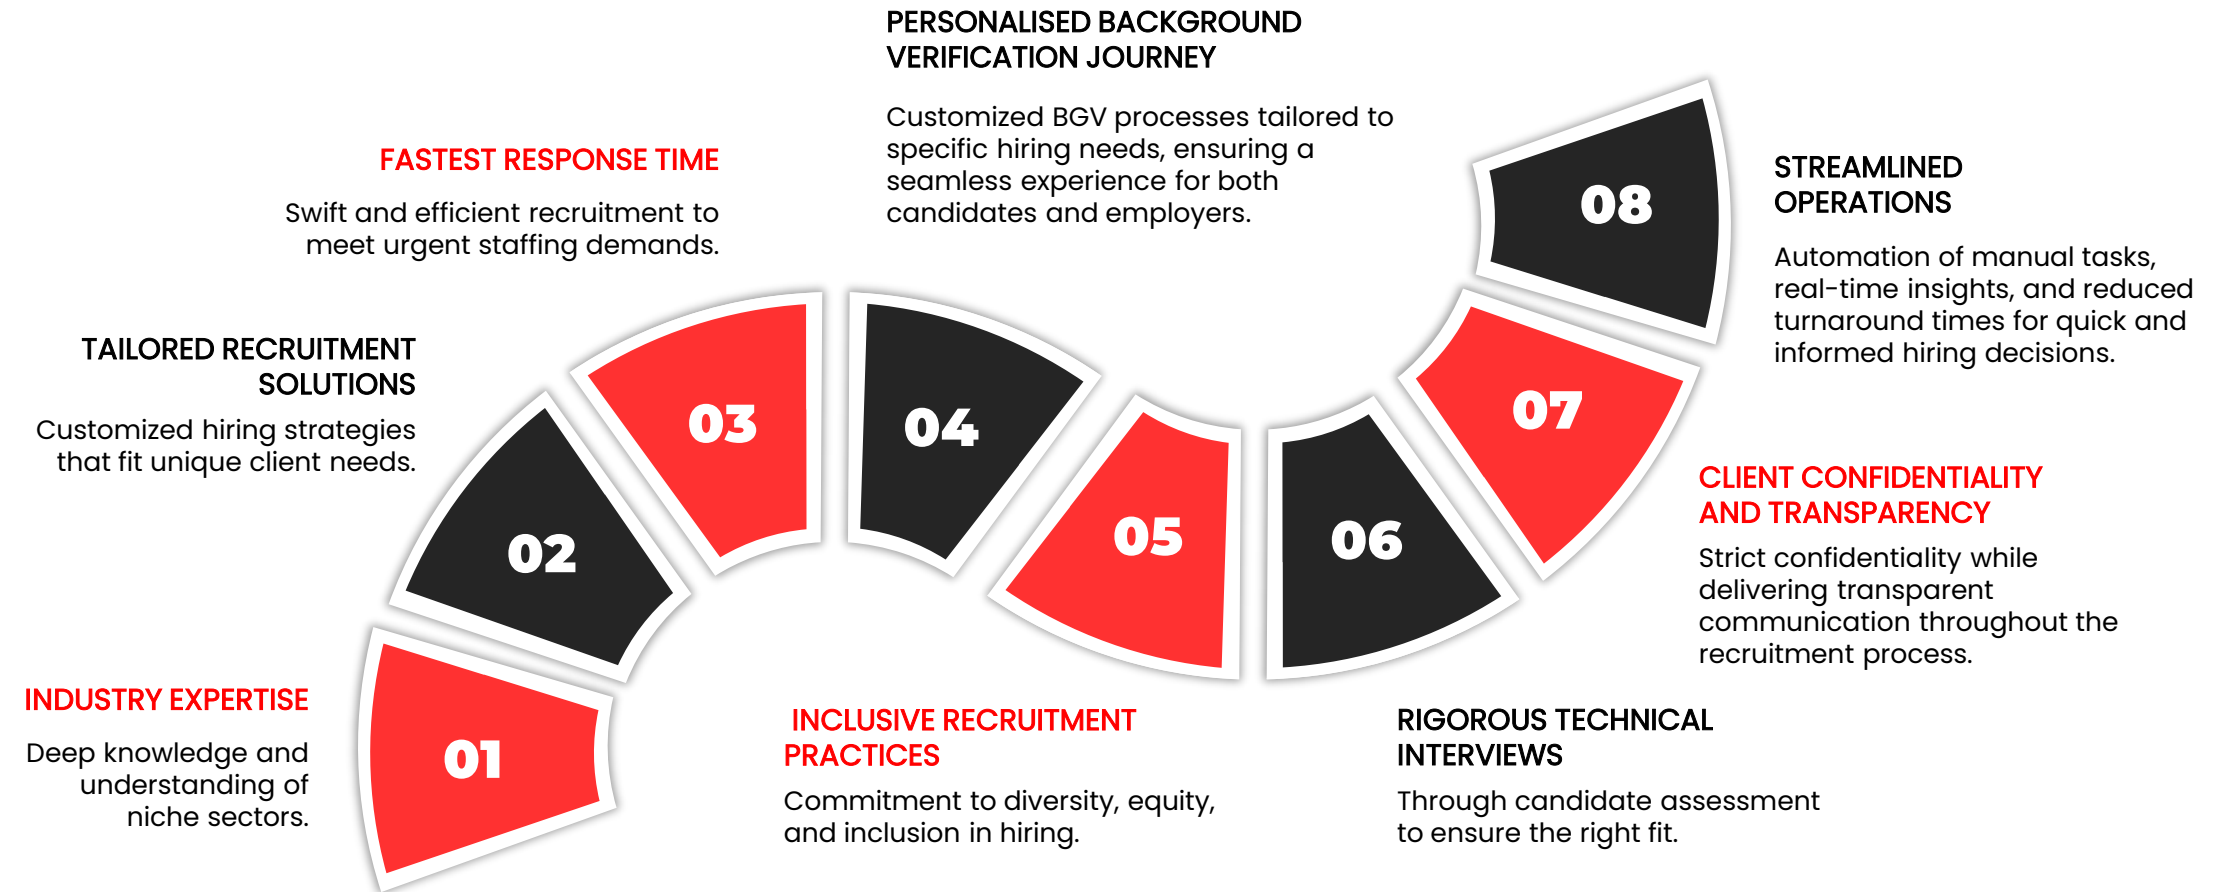 INDUSTRY EXPERTISE
Deep knowledge and
understanding of
niche sectors.
01
TAILORED RECRUITMENT
SOLUTIONS
Customized hiring strategies
that fit unique client needs.
02
FASTEST RESPONSE TIME
Swift and efficient recruitment to
meet urgent staffing demands.
03
PERSONALISED BACKGROUND
VERIFICATION JOURNEY
Customized BGV processes tailored to
specific hiring needs, ensuring a
seamless experience for both
candidates and employers.
04
05
INCLUSIVE RECRUITMENT
PRACTICES
Commitment to diversity, equity,
and inclusion in hiring.
06
RIGOROUS TECHNICAL
INTERVIEWS
Through candidate assessment
to ensure the right fit.
07
CLIENT CONFIDENTIALITY
AND TRANSPARENCY
Strict confidentiality while
delivering transparent
communication throughout the
recruitment process.
08
STREAMLINED
OPERATIONS
Automation of manual tasks,
real-time insights, and reduced
turnaround times for quick and
informed hiring decisions.